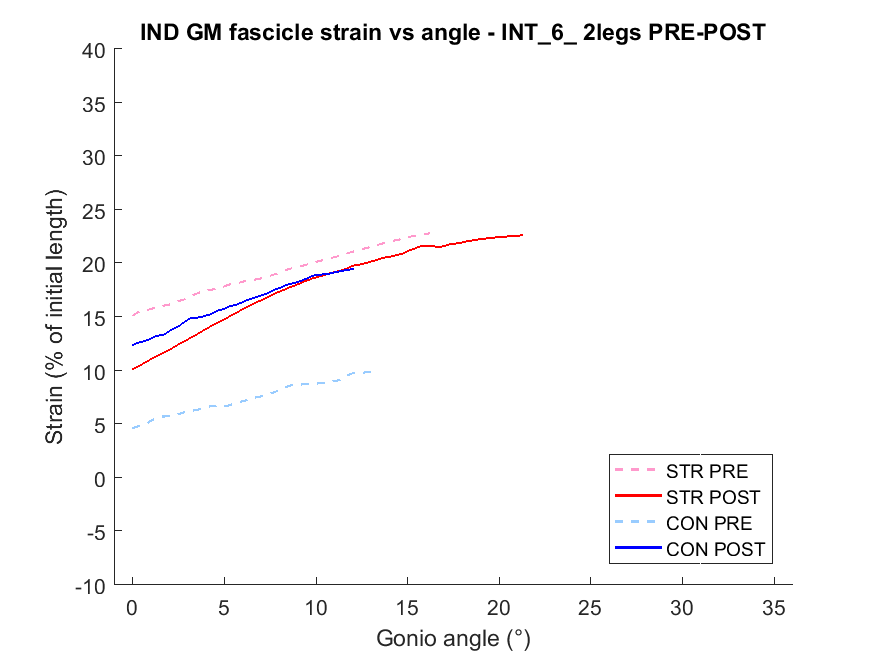 IND GM fascicle strain vs angle - INT_6_ 2legs PRE-POST
40
35
30
25
20
15
10
5
0
-5
-10
Strain (% of initial length)
0 5 10 15 20 25 30 35
Gonio angle (°)
STR PRE
STR POST
CON PRE
CON POST